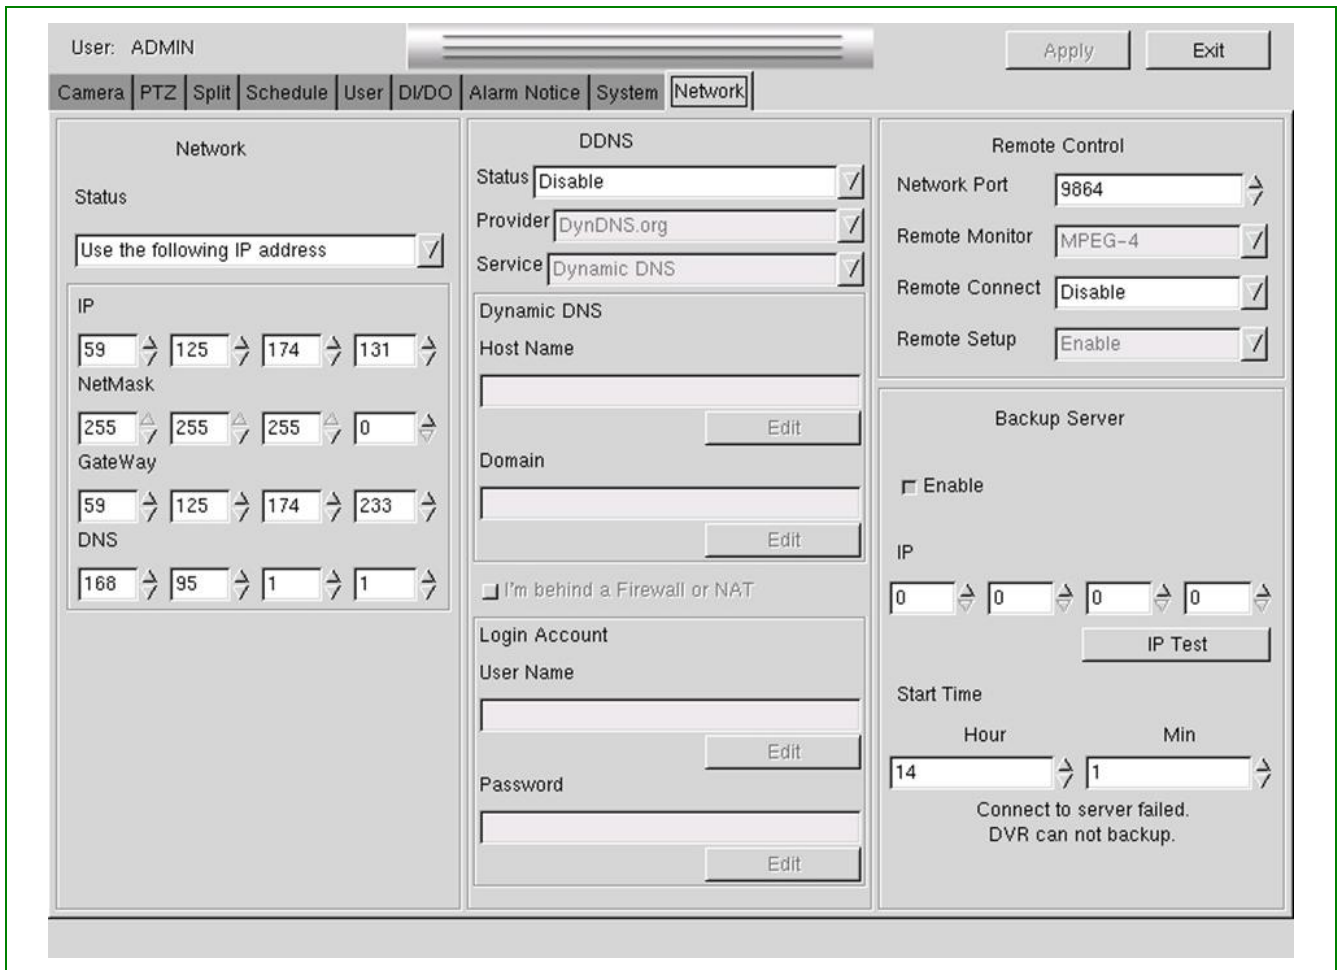 User: ADMIN
Apply
Exit
Camera PTZ Split Schedule User DI/DO Alarm Notice System Network
Network
Status
Use the following IP address
IP
59 125 174 131
NetMask
255 255 255 0
GateWay
59 125 174 233
DNS
168 95 1 1
DDNS
Status Disable
Provider DynDNS.org
Service Dynamic DNS
Dynamic DNS
Host Name
Edit
Domain
Edit
I'm behind a Firewall or NAT
Login Account
User Name
Edit
Password
Edit
Remote Control
Network Port 9864
Remote Monitor MPEG-4
Remote Connect Disable
Remote Setup Enable
Backup Server
Enable
IP
0 0 0 0
IP Test
Start Time
Hour Min
14 1
Connect to server failed.
DVR can not backup.